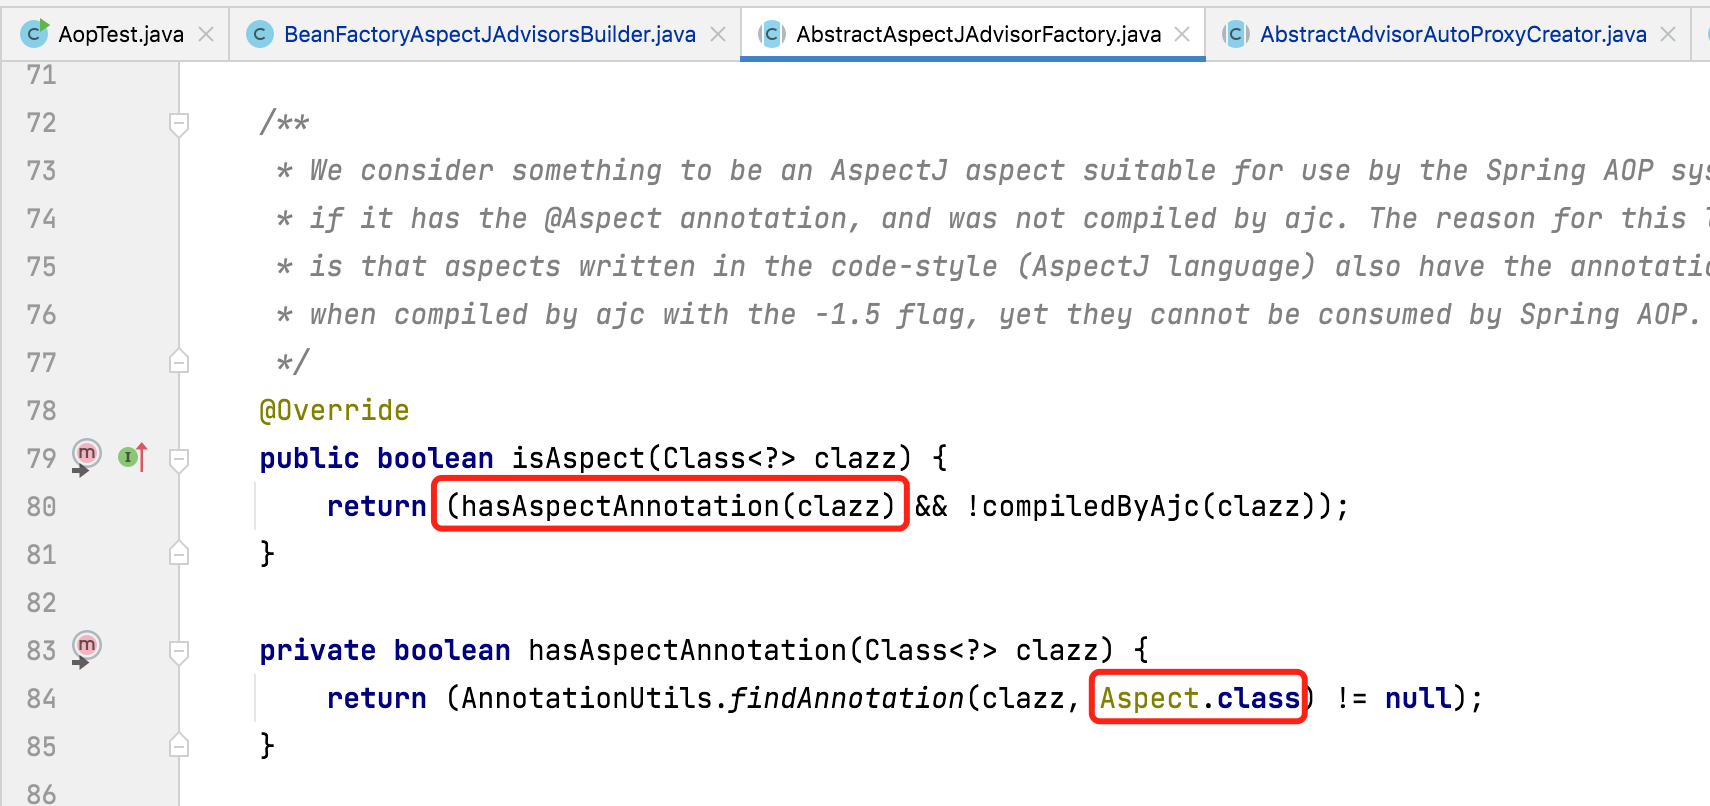 AopTest.java BeanFactoryAspectJAdvisorsBuilder.java AbstractAspectJAdvisorFactory.java AbstractAdvisorAutoProxyCreator.java
71
72 /**
73 * We consider something to be an AspectJ aspect suitable for use by the Spring AOP
74 * if it has the @Aspect annotation, and was not compiled by ajc. The reason for this
75 * is that aspects written in the code-style (AspectJ language) also have the
76 * when compiled by ajc with the -1.5 flag, yet they cannot be consumed by Spring AOP.
77 */
78 @Override
79 public boolean isAspect(Class<?> clazz) {
80 return (hasAspectAnnotation(clazz) && !compiledByAjc(clazz));
81 }
82
83 private boolean hasAspectAnnotation(Class<?> clazz) {
84 return (AnnotationUtils.findAnnotation(clazz, Aspect.class) != null);
85 }
86